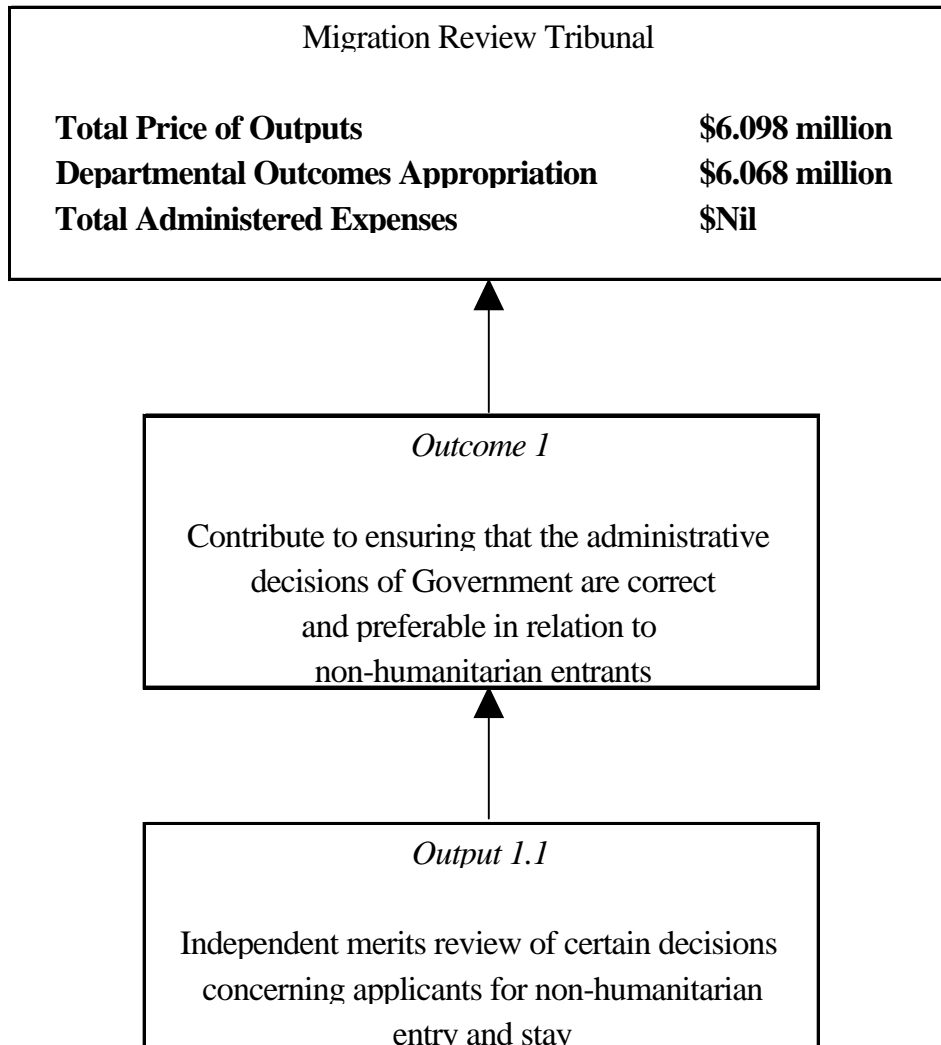 Migration Review Tribunal
Total Price of Outputs $6.098 million
Departmental Outcomes Appropriation $6.068 million
Total Administered Expenses $Nil
Outcome 1
Contribute to ensuring that the administrative
decisions of Government are correct
and preferable in relation to
non-humanitarian entrants
Output 1.1
Independent merits review of certain decisions
concerning applicants for non-humanitarian
entry and stay